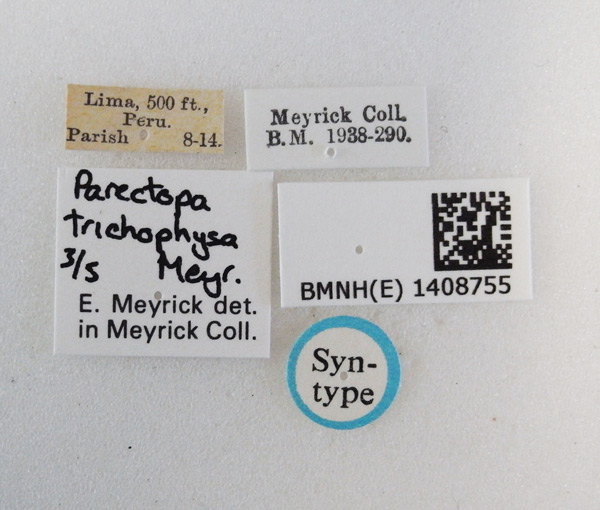 Lima, 500 ft.,
Peru.
Parish 8-14.
Meyrick Coll.
B.M. 1938-290.
Parectopa
trichophysa
3/5 Meyr.
E. Meyrick det.
in Meyrick Coll.
BMNH(E) 1408755
Syn-
type